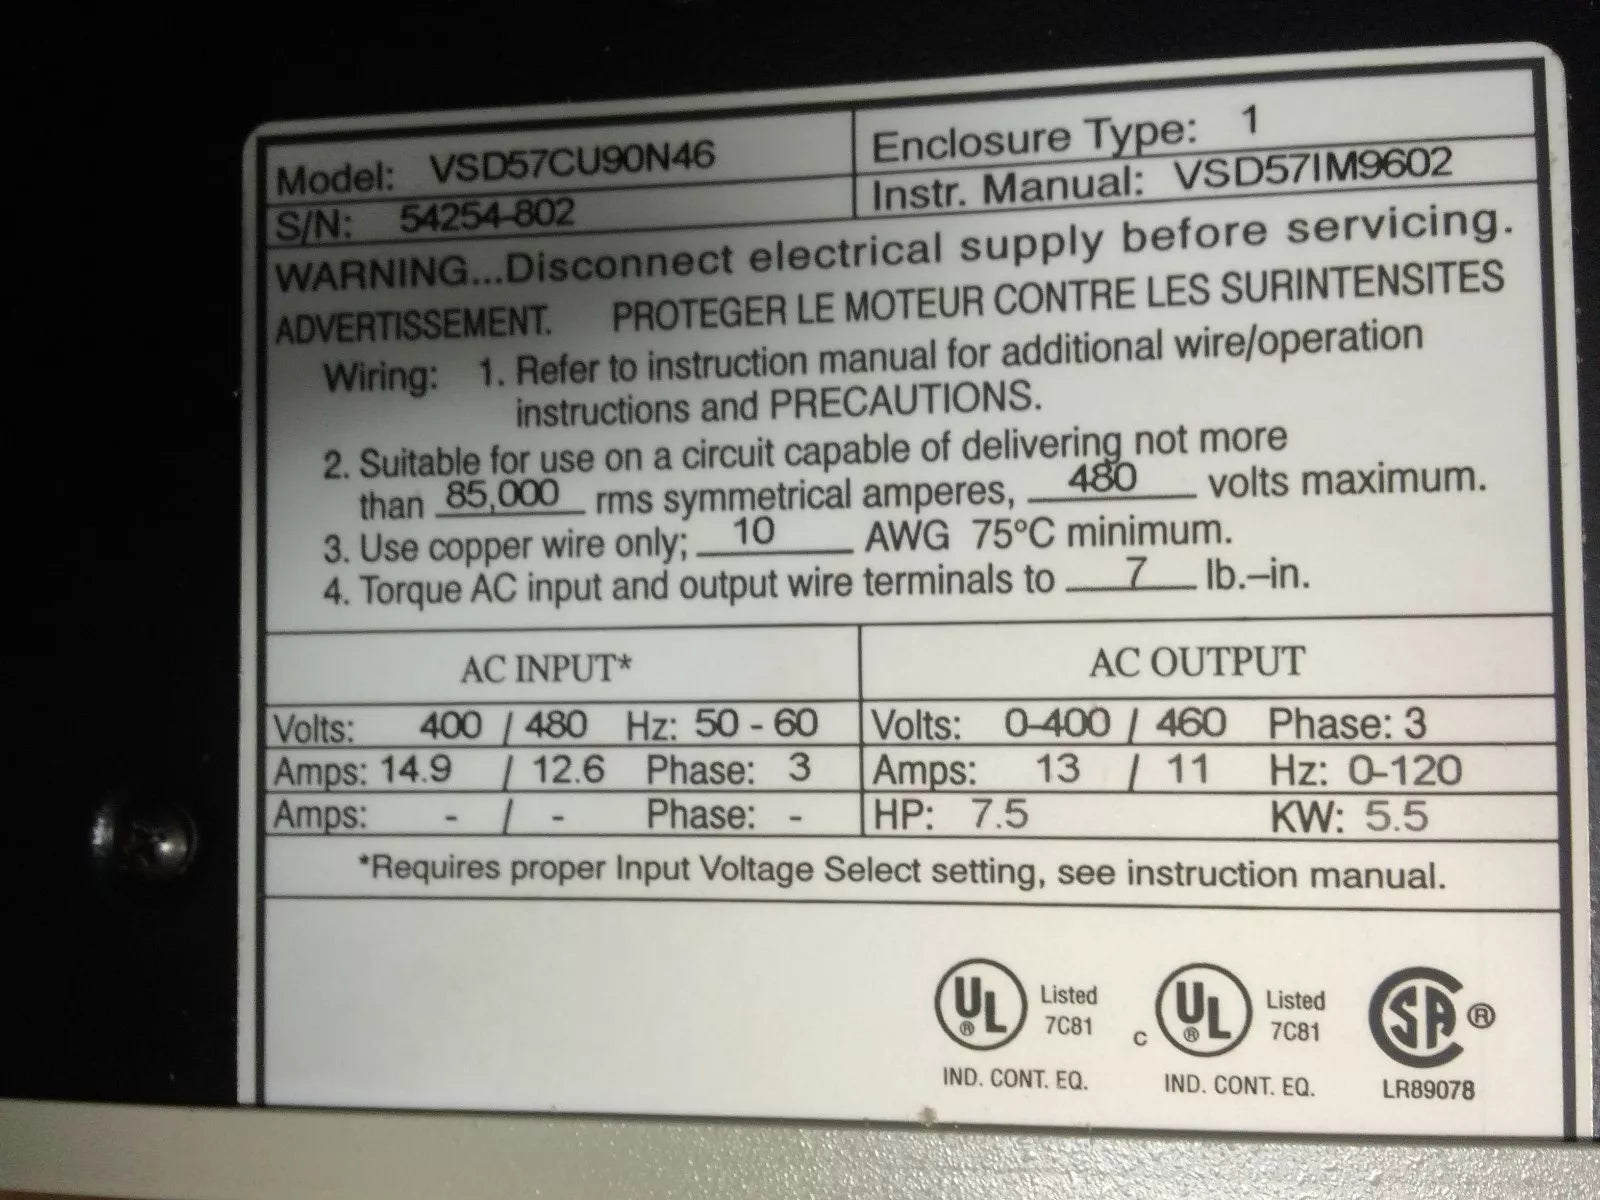 Model: VSD57CU90N46
Enclosure Type: 1
S/N: 54254-802
Instr. Manual: VSD57IM9602
WARNING...Disconnect electrical supply before servicing.
ADVERTISSEMENT. PROTEGER LE MOTEUR CONTRE LES SURINTENSITES
Wiring: 1. Refer to instruction manual for additional wire/operation
instructions and PRECAUTIONS.
2. Suitable for use on a circuit capable of delivering not more
than 85,000 rms symmetrical amperes, 480 volts maximum.
3. Use copper wire only; 10 AWG 75°C minimum.
4. Torque AC input and output wire terminals to 7 lb.–in.
AC INPUT*
Volts: 400 / 480 Hz: 50 - 60
Amps: 14.9 / 12.6 Phase: 3
Amps: - / - Phase: -
AC OUTPUT
Volts: 0-400 / 460 Phase: 3
Amps: 13 / 11 Hz: 0-120
HP: 7.5 KW: 5.5
*Requires proper Input Voltage Select setting, see instruction manual.
UL ® Listed
7C81
IND. CONT. EQ.
c UL ® Listed
7C81
IND. CONT. EQ.
SA ®
LR89078